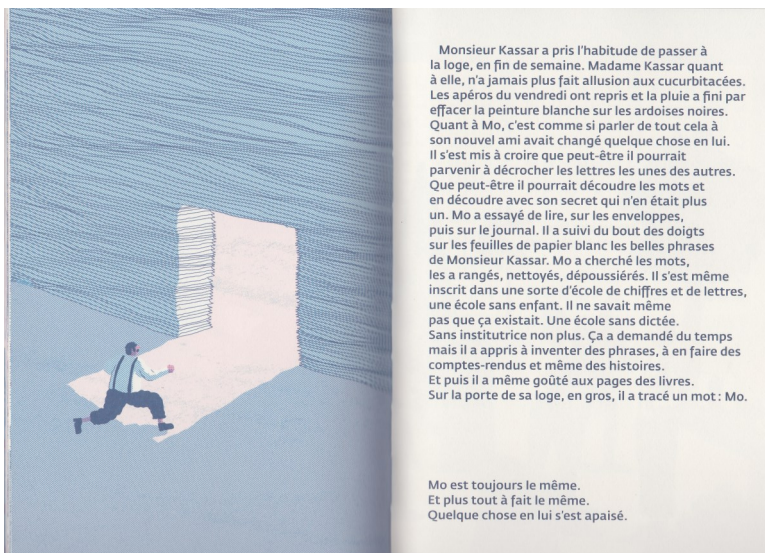 Monsieur Kassar a pris l'habitude de passer à
la loge, en fin de semaine. Madame Kassar quant
à elle, n'a jamais plus fait allusion aux cucurbitacées.
Les apéros du vendredi ont repris et la pluie a fini par
effacer la peinture blanche sur les ardoises noires.
Quant à Mo, c'est comme si parler de tout cela à
son nouvel ami avait changé quelque chose en lui.
Il s'est mis à croire que peut-être il pourrait
parvenir à décrocher les lettres les unes des autres.
Que peut-être il pourrait découdre les mots et
en découdre avec son secret qui n'en était plus
un. Mo a essayé de lire, sur les enveloppes,
puis sur le journal. Il a suivi du bout des doigts
sur les feuilles de papier blanc les belles phrases
de Monsieur Kassar. Mo a cherché les mots,
les a rangés, nettoyés, dépoussiérés. Il s'est même
inscrit dans une sorte d'école de chiffres et de lettres,
une école sans enfant. Il ne savait même
pas que ça existait. Une école sans dictée.
Sans institutrice non plus. Ça a demandé du temps
mais il a appris à inventer des phrases, à en faire des
comptes-rendus et même des histoires.
Et puis il a même goûté aux pages des livres.
Sur la porte de sa loge, en gros, il a tracé un mot : Mo.
Mo est toujours le même.
Et plus tout à fait le même.
Quelque chose en lui s'est apaisé.